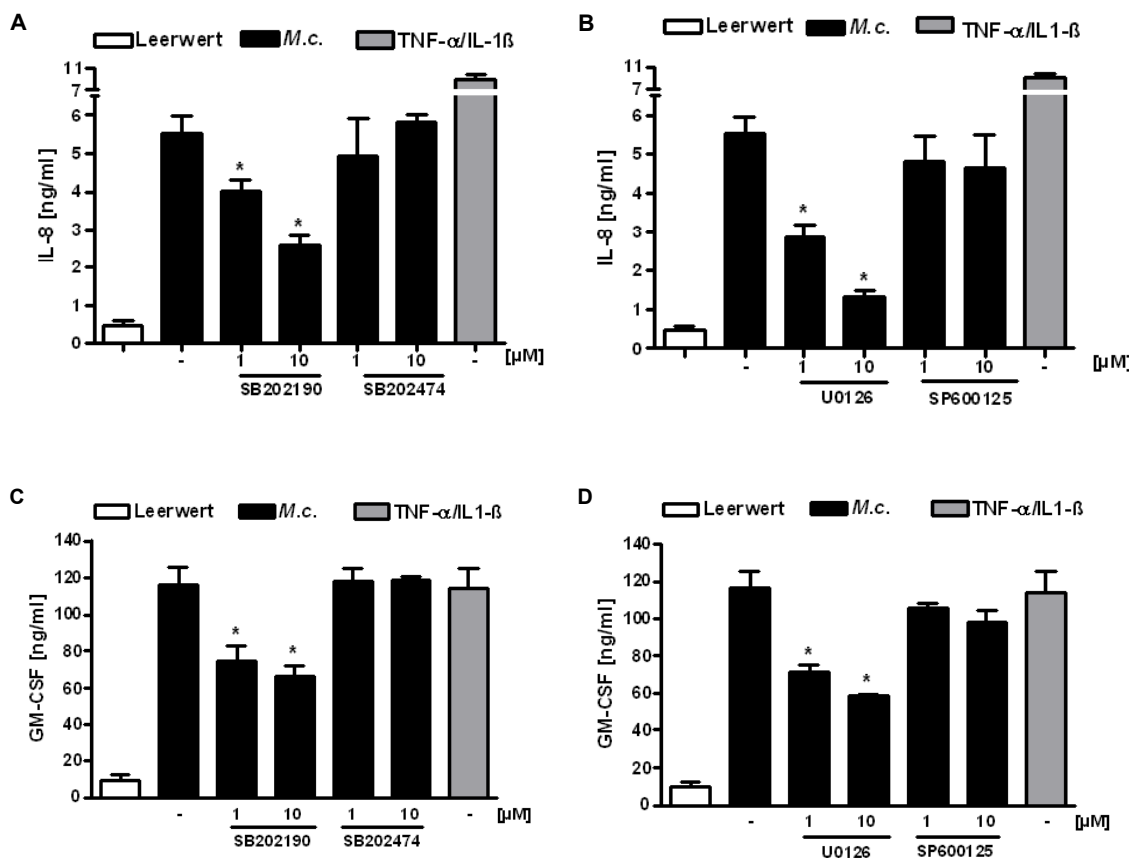 A
Leerwert M.c. TNF-α/IL-1ß
IL-8 [ng/ml]
11
7
6
5
4
3
2
1
0
* *
- 1 10 1 10 - [µM]
SB202190 SB202474
B
Leerwert M.c. TNF-α/IL1-ß
IL-8 [ng/ml]
11
7
6
5
4
3
2
1
0
* *
- 1 10 1 10 - [µM]
U0126 SP600125
C
Leerwert M.c. TNF-α/IL1-ß
GM-CSF [ng/ml]
140
120
100
80
60
40
20
0
* *
- 1 10 1 10 - [µM]
SB202190 SB202474
D
Leerwert M.c. TNF-α/IL1-ß
GM-CSF [ng/ml]
140
120
100
80
60
40
20
0
* *
- 1 10 1 10 - [µM]
U0126 SP600125